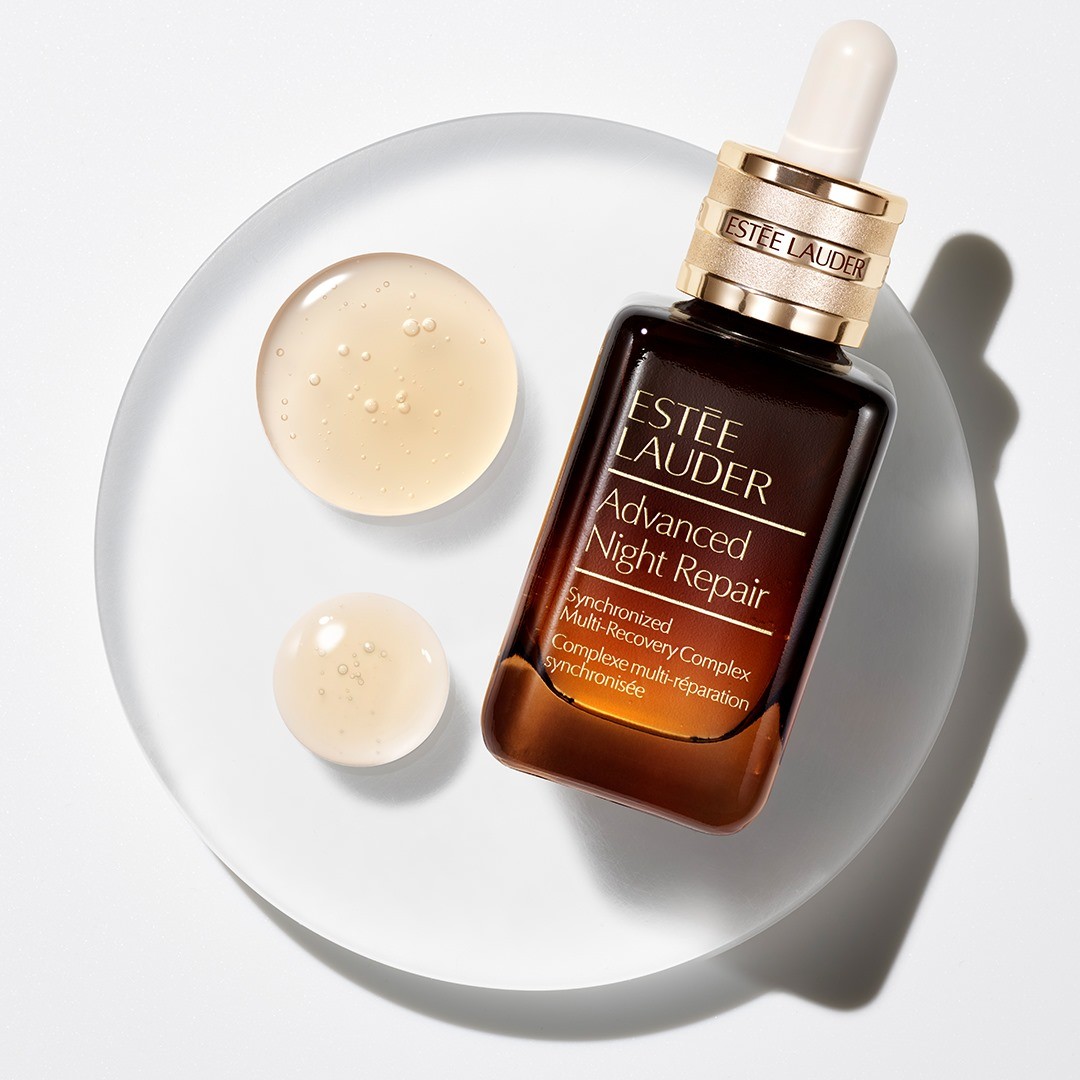 ESTĒE LAUDER
ESTĒE
LAUDER
Advanced
Night Repair
Synchronized
Multi-Recovery Complex
Complexe multi-réparation
synchronisée